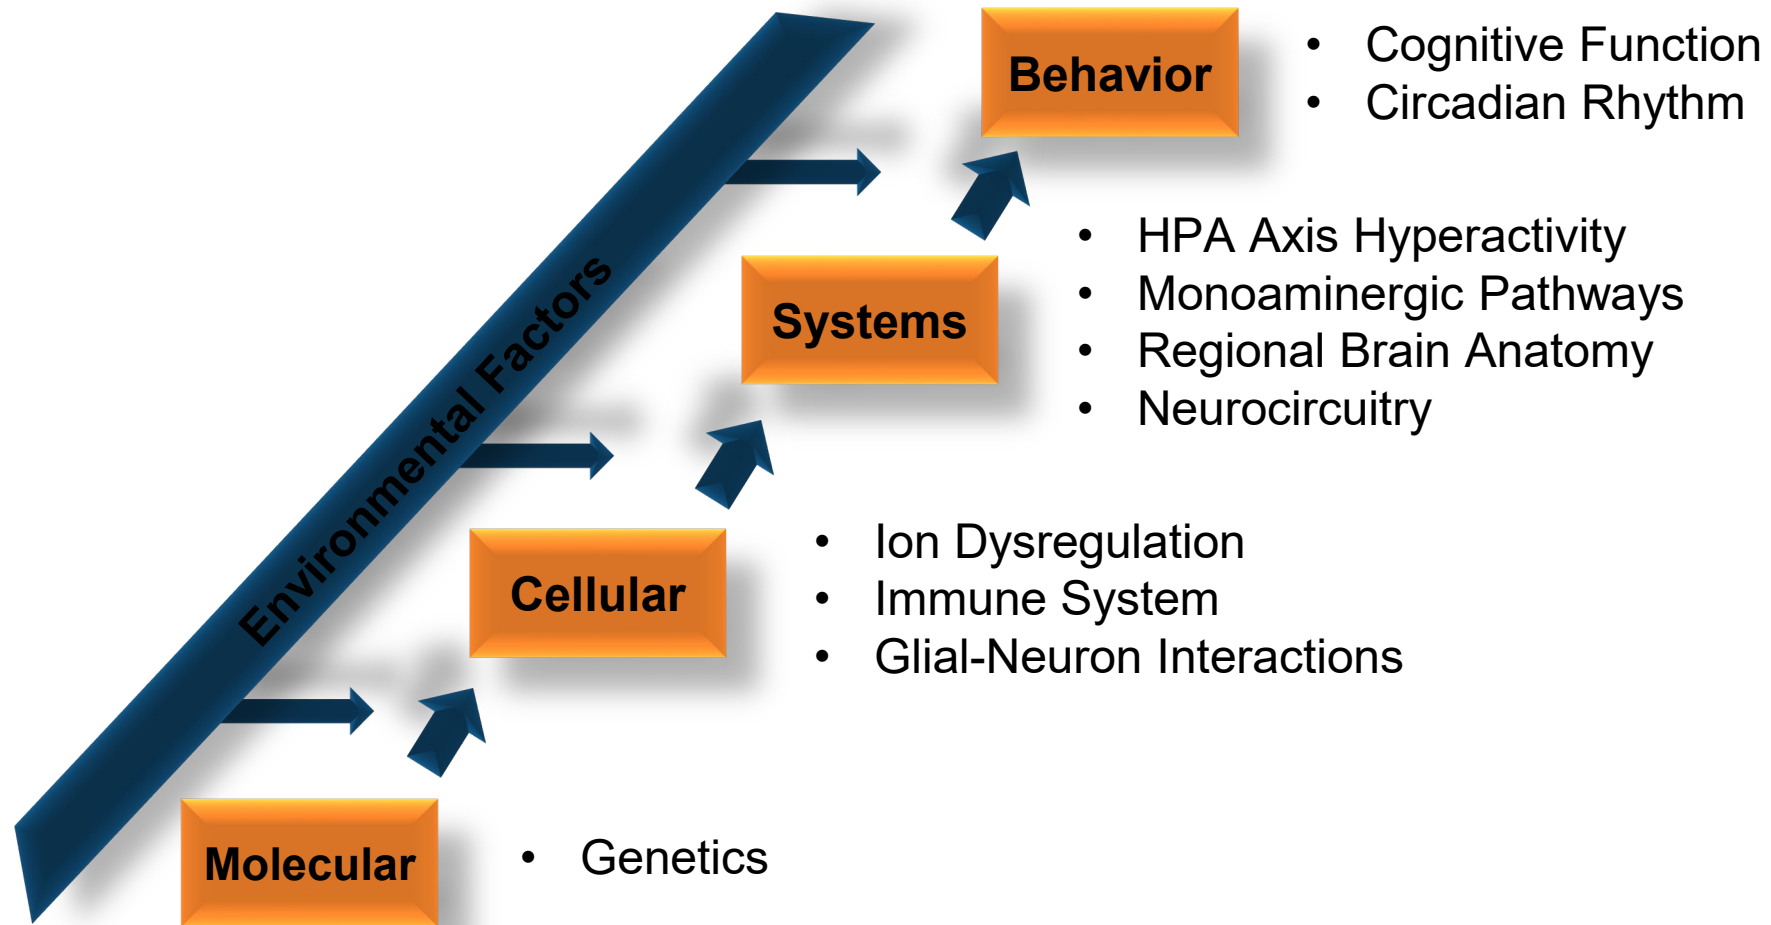 Behavior
• Cognitive Function
• Circadian Rhythm
Environmental Factors
Systems
• HPA Axis Hyperactivity
• Monoaminergic Pathways
• Regional Brain Anatomy
• Neurocircuitry
Cellular
• Ion Dysregulation
• Immune System
• Glial-Neuron Interactions
Molecular
• Genetics